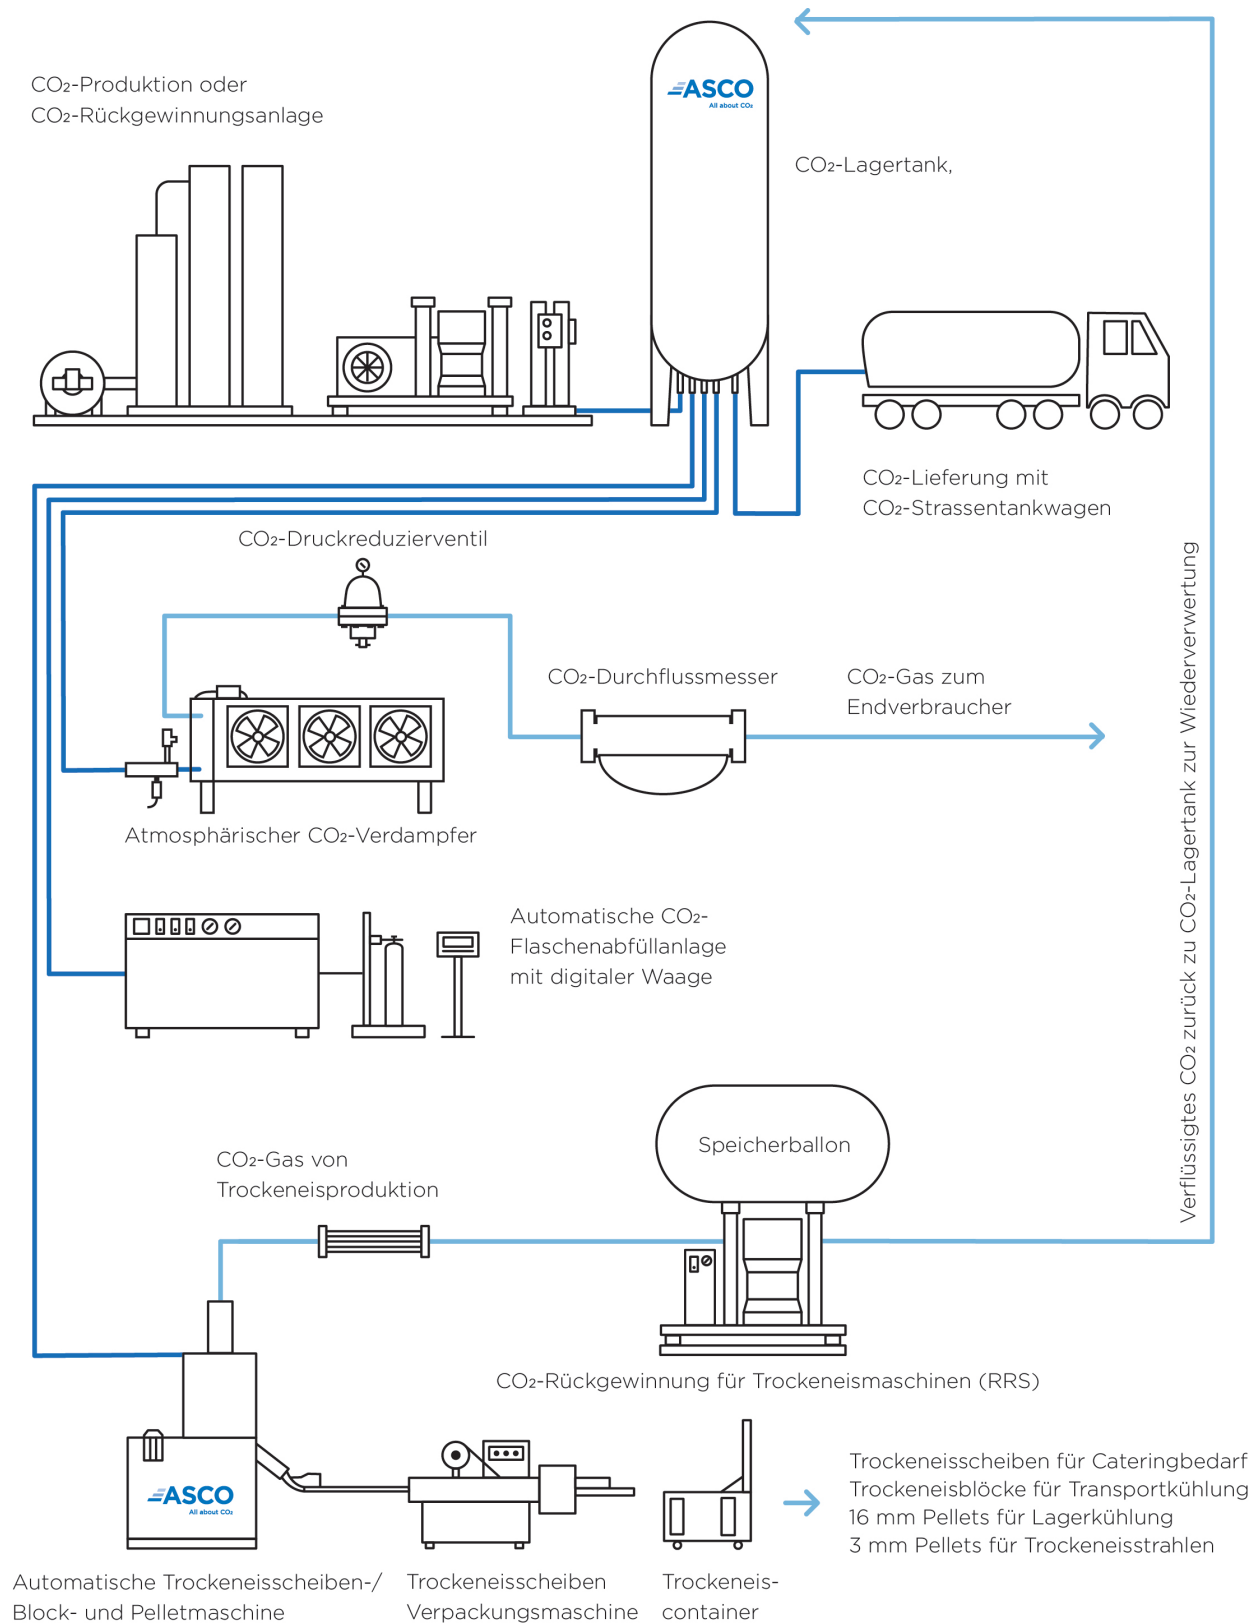 CO₂-Produktion oder
CO₂-Rückgewinnungsanlage
ASCO
All about CO₂
CO₂-Lagertank,
CO₂-Lieferung mit
CO₂-Strassentankwagen
CO₂-Druckreduzierventil
CO₂-Durchflussmesser
CO₂-Gas zum
Endverbraucher
Atmosphärischer CO₂-Verdampfer
Automatische CO₂-
Flaschenabfüllanlage
mit digitaler Waage
Verflüssigtes CO₂ zurück zu CO₂-Lagertank zur Wiederverwertung
Speicherballon
CO₂-Gas von
Trockeneisproduktion
CO₂-Rückgewinnung für Trockeneismaschinen (RRS)
ASCO
All about CO₂
Trockeneisscheiben für Cateringbedarf
Trockeneisblöcke für Transportkühlung
16 mm Pellets für Lagerkühlung
3 mm Pellets für Trockeneisstrahlen
Automatische Trockeneisscheiben-/
Block- und Pelletmaschine
Trockeneisscheiben
Verpackungsmaschine
Trockeneis-
container